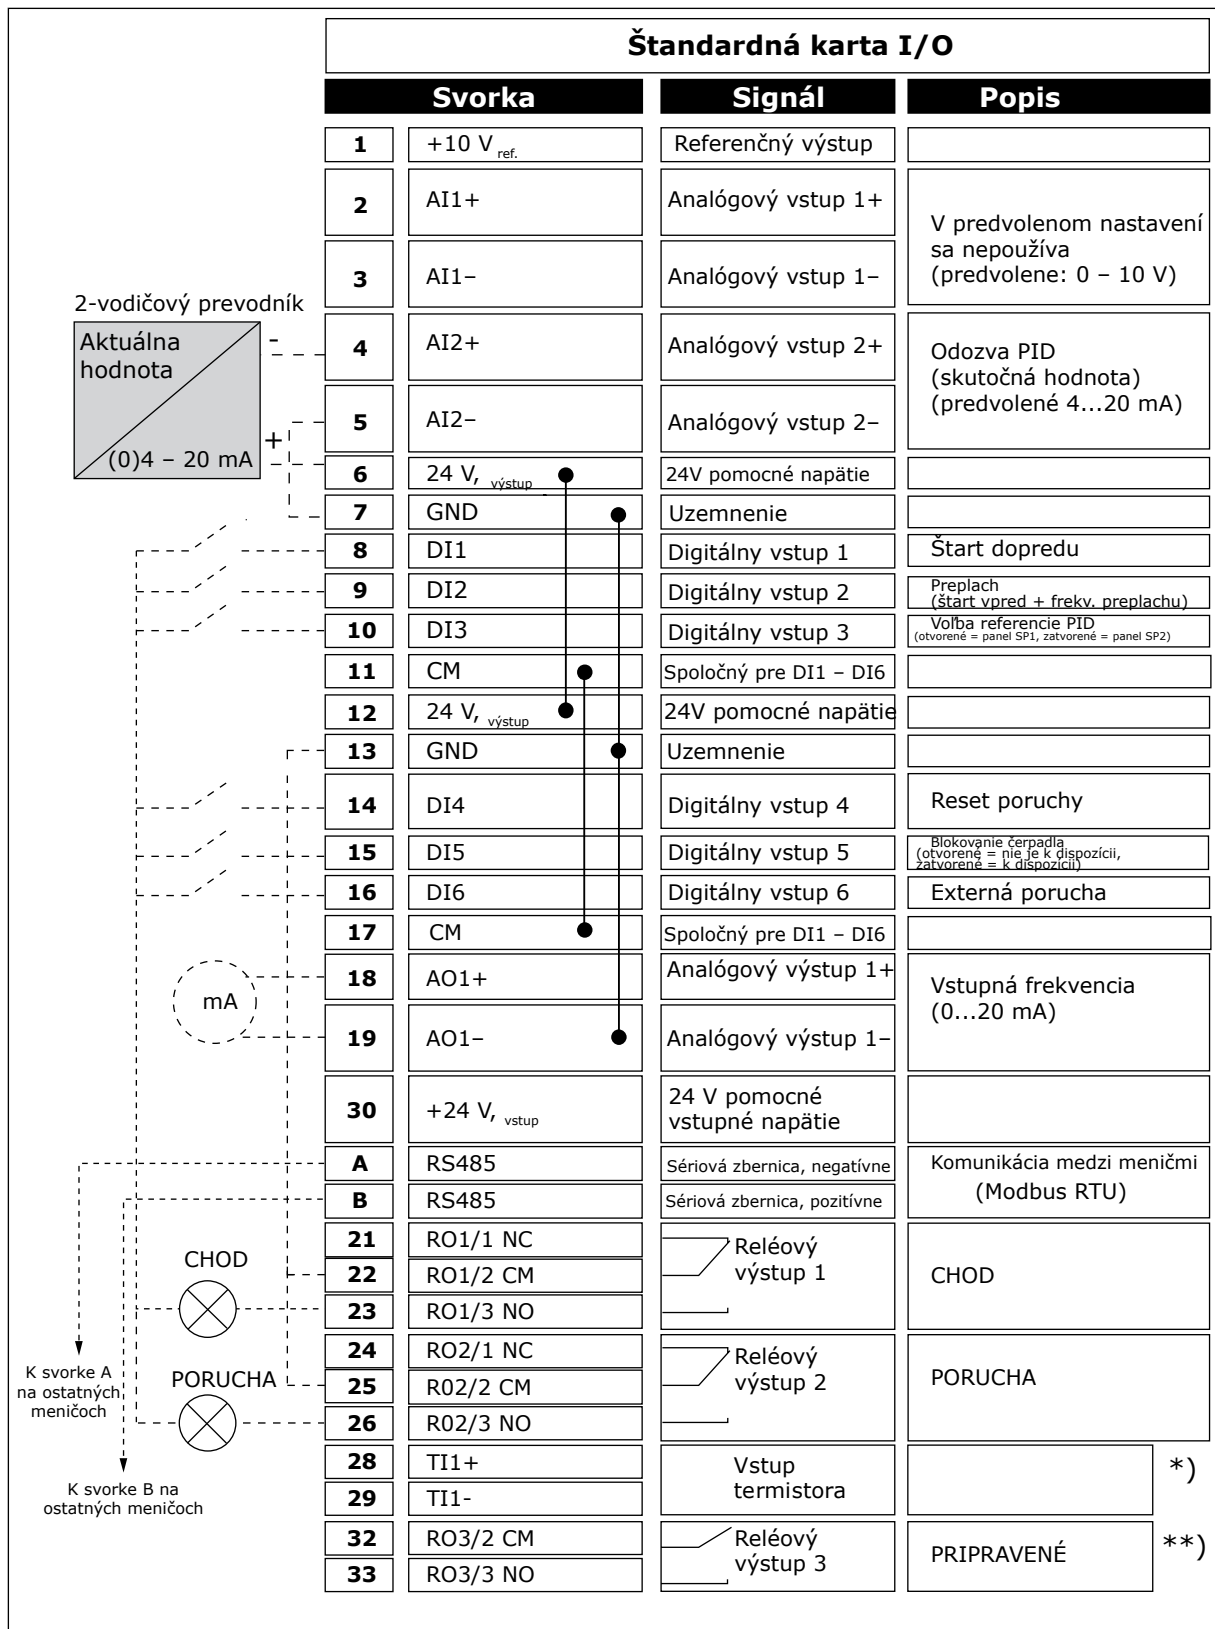 Štandardná karta I/O
Svorka Signál Popis
1 +10 V ref. Referenčný výstup
2 AI1+ Analógový vstup 1+
3 AI1– Analógový vstup 1–
V predvolenom nastavení
sa nepoužíva
(predvolene: 0 – 10 V)
2-vodičový prevodník
Aktuálna
hodnota
(0)4 – 20 mA
-
+
4 AI2+ Analógový vstup 2+
5 AI2– Analógový vstup 2–
Odozva PID
(skutočná hodnota)
(predvolené 4...20 mA)
6 24 V, výstup 24V pomocné napätie
7 GND Uzemnenie
8 DI1 Digitálny vstup 1 Štart dopredu
9 DI2 Digitálny vstup 2
Preplach
(štart vpred + frekv. preplachu)
10 DI3 Digitálny vstup 3
Voľba referencie PID
(otvorené = panel SP1, zatvorené = panel SP2)
11 CM Spoločný pre DI1 – DI6
12 24 V, výstup 24V pomocné napätie
13 GND Uzemnenie
14 DI4 Digitálny vstup 4 Reset poruchy
15 DI5 Digitálny vstup 5
Blokovanie čerpadla
(otvorené = nie je k dispozícii,
zatvorené = k dispozícii)
16 DI6 Digitálny vstup 6 Externá porucha
17 CM Spoločný pre DI1 – DI6
mA
18 AO1+ Analógový výstup 1+
19 AO1– Analógový výstup 1–
Vstupná frekvencia
(0...20 mA)
30 +24 V, vstup
24 V pomocné
vstupné napätie
A RS485 Sériová zbernica, negatívne
B RS485 Sériová zbernica, pozitívne
Komunikácia medzi meničmi
(Modbus RTU)
CHOD
21 RO1/1 NC
22 RO1/2 CM
23 RO1/3 NO
Reléový
výstup 1
CHOD
K svorke A
na ostatných
meničoch
PORUCHA
24 RO2/1 NC
25 R02/2 CM
26 R02/3 NO
Reléový
výstup 2
PORUCHA
K svorke B na
ostatných meničoch
28 TI1+
29 TI1-
Vstup
termistora
*)
32 RO3/2 CM
33 RO3/3 NO
Reléový
výstup 3
PRIPRAVENÉ
**)